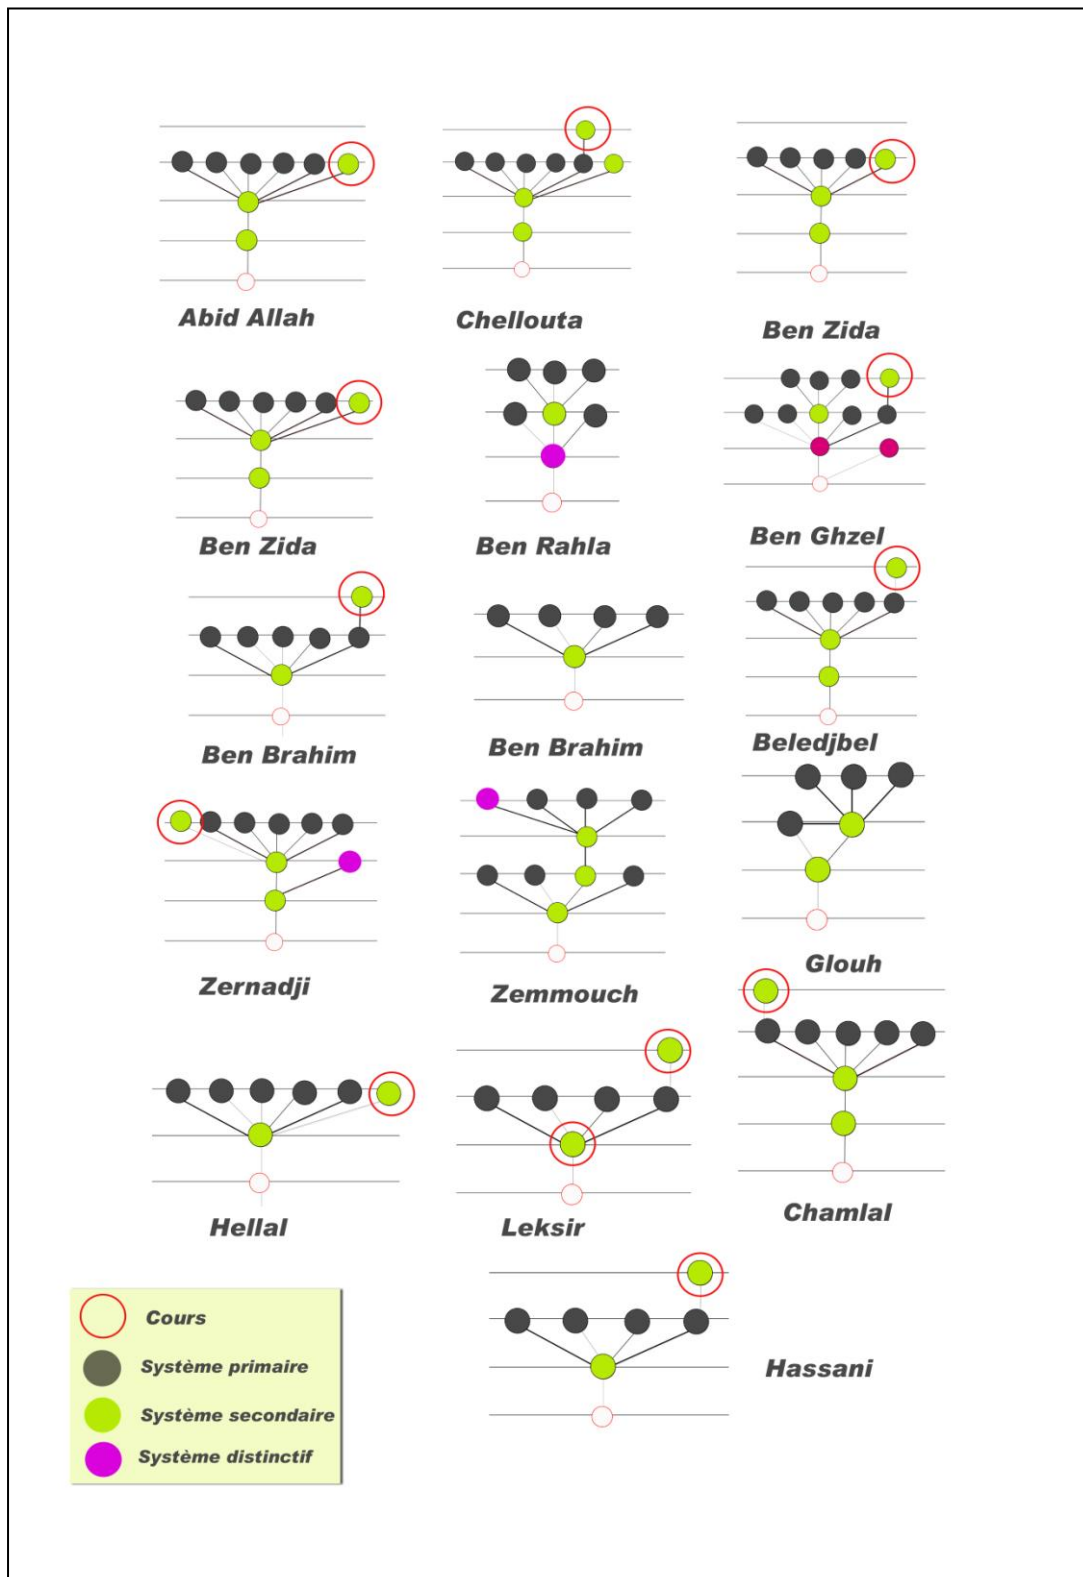 Abid Allah
Chellouta
Ben Zida
Ben Zida
Ben Rahla
Ben Ghzel
Ben Brahim
Ben Brahim
Beledjbel
Zernadji
Zemmouch
Glouh
Hellal
Leksir
Chamlal
Hassani
Cours
Système primaire
Système secondaire
Système distinctif